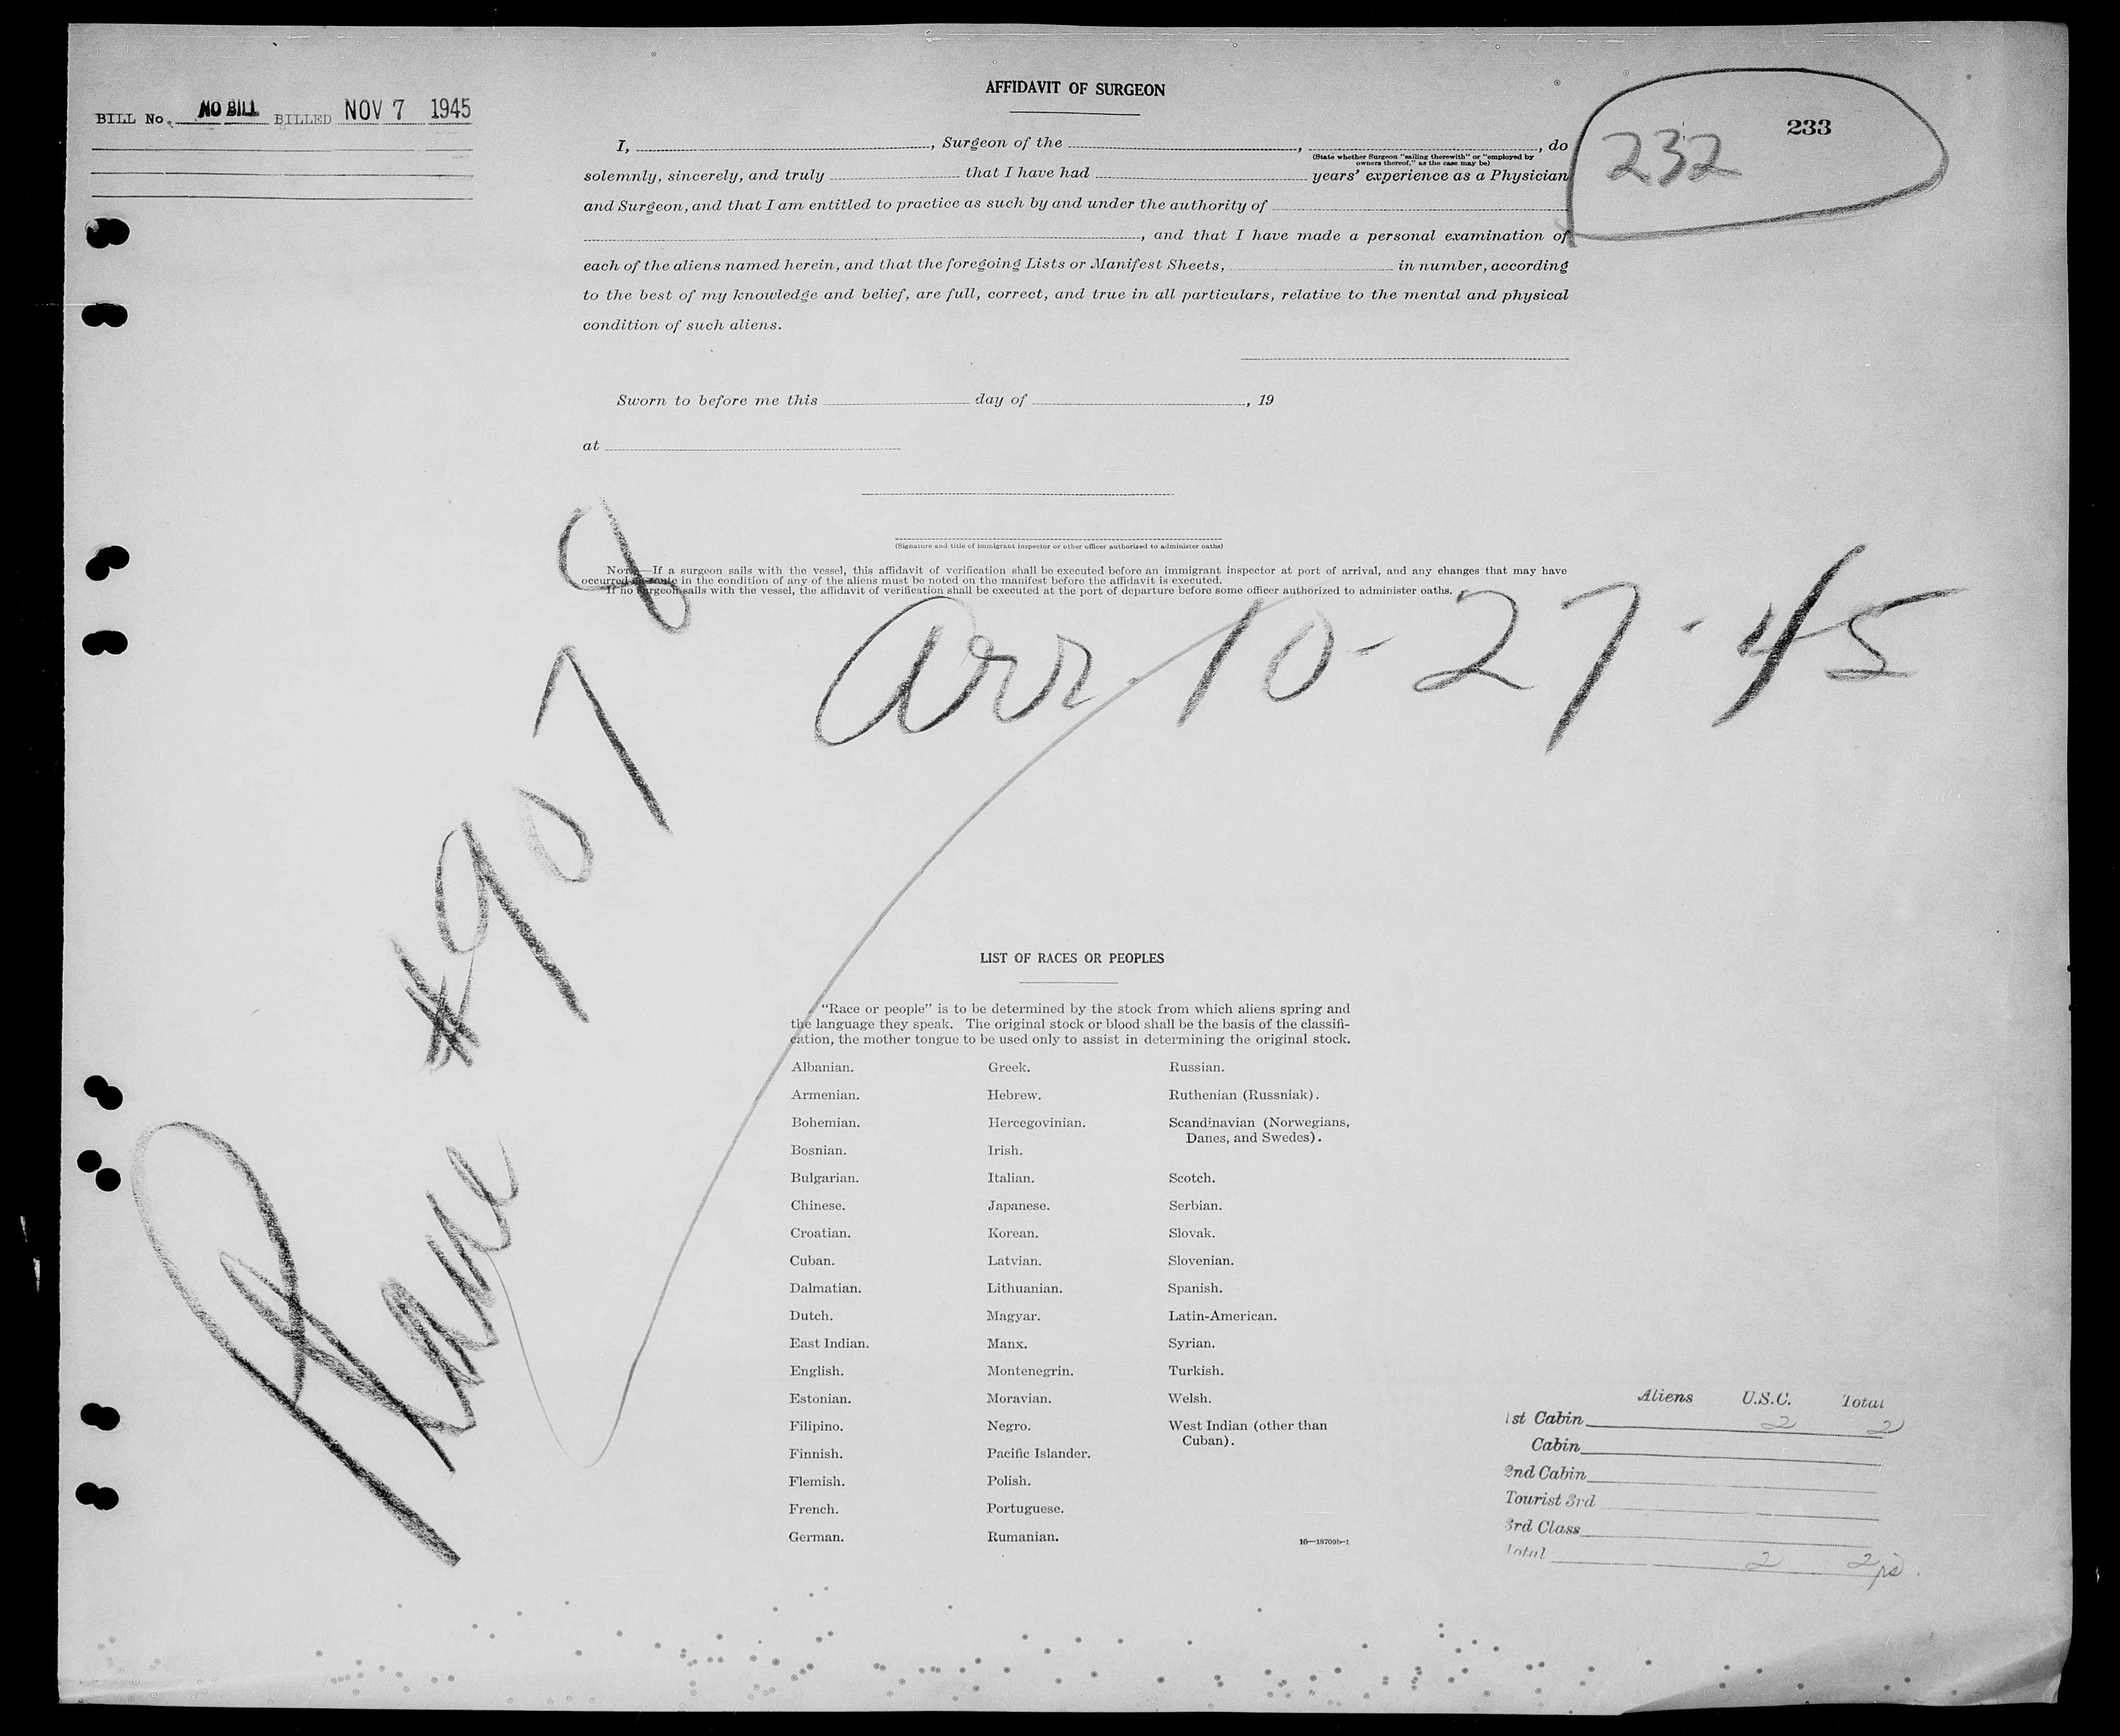 BILL No. NO BILL BILLED NOV 7 1945
AFFIDAVIT OF SURGEON
233
232
I, , Surgeon of the , , do
(State whether Surgeon "sailing therewith" or "employed by
owners thereof," as the case may be)
solemnly, sincerely, and truly that I have had years' experience as a Physician
and Surgeon, and that I am entitled to practice as such by and under the authority of
, and that I have made a personal examination of
each of the aliens named herein, and that the foregoing Lists or Manifest Sheets, in number, according
to the best of my knowledge and belief, are full, correct, and true in all particulars, relative to the mental and physical
condition of such aliens.
Sworn to before me this day of , 19
at
(Signature and title of immigrant inspector or other officer authorized to administer oaths)
NOTE.—If a surgeon sails with the vessel, this affidavit of verification shall be executed before an immigrant inspector at port of arrival, and any changes that may have
occurred en route in the condition of any of the aliens must be noted on the manifest before the affidavit is executed.
If no surgeon sails with the vessel, the affidavit of verification shall be executed at the port of departure before some officer authorized to administer oaths.
Arr. 10-27-45
Plane #9078
LIST OF RACES OR PEOPLES
"Race or people" is to be determined by the stock from which aliens spring and
the language they speak. The original stock or blood shall be the basis of the classifi-
cation, the mother tongue to be used only to assist in determining the original stock.
Albanian. Greek. Russian.
Armenian. Hebrew. Ruthenian (Russniak).
Bohemian. Hercegovinian. Scandinavian (Norwegians,
Danes, and Swedes).
Bosnian. Irish.
Bulgarian. Italian. Scotch.
Chinese. Japanese. Serbian.
Croatian. Korean. Slovak.
Cuban. Latvian. Slovenian.
Dalmatian. Lithuanian. Spanish.
Dutch. Magyar. Latin-American.
East Indian. Manx. Syrian.
English. Montenegrin. Turkish.
Estonian. Moravian. Welsh.
Filipino. Negro. West Indian (other than
Cuban).
Finnish. Pacific Islander.
Flemish. Polish.
French. Portuguese.
German. Rumanian.
16—18709b-1
Aliens U.S.C. Total
1st Cabin 2 2
Cabin
2nd Cabin
Tourist 3rd
3rd Class
Total 2 2